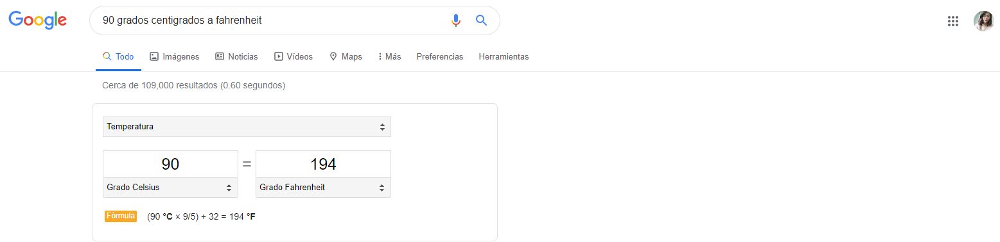 Google 90 grados centigrados a fahrenheit
Todo Imágenes Noticias Vídeos Maps Más Preferencias Herramientas
Cerca de 109,000 resultados (0.60 segundos)
Temperatura
90 = 194
Grado Celsius Grado Fahrenheit
Fórmula (90 °C × 9/5) + 32 = 194 °F